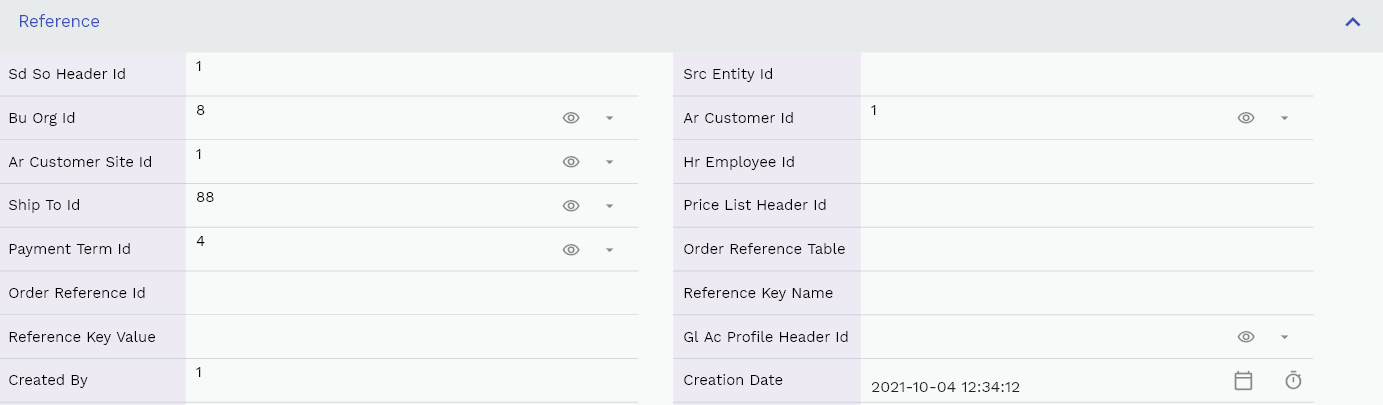 Reference
Sd So Header Id 1 Src Entity Id
Bu Org Id 8 Ar Customer Id 1
Ar Customer Site Id 1 Hr Employee Id
Ship To Id 88 Price List Header Id
Payment Term Id 4 Order Reference Table
Order Reference Id Reference Key Name
Reference Key Value Gl Ac Profile Header Id
Created By 1 Creation Date 2021-10-04 12:34:12